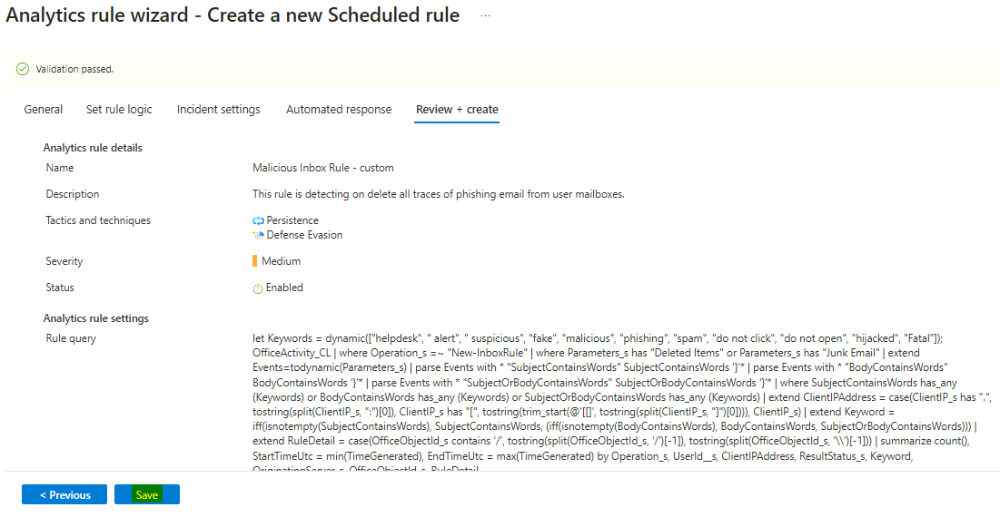 Analytics rule wizard - Create a new Scheduled rule ...
Validation passed.
General Set rule logic Incident settings Automated response Review + create
Analytics rule details
Name Malicious Inbox Rule - custom
Description This rule is detecting on delete all traces of phishing email from user mailboxes.
Tactics and techniques Persistence
Defense Evasion
Severity Medium
Status Enabled
Analytics rule settings
Rule query let Keywords = dynamic(["helpdesk", " alert", " suspicious", "fake", "malicious", "phishing", "spam", "do not click", "do not open", "hijacked", "Fatal"]);
OfficeActivity_CL | where Operation_s =~ "New-InboxRule" | where Parameters_s has "Deleted Items" or Parameters_s has "Junk Email" | extend
Events=todynamic(Parameters_s) | parse Events with * "SubjectContainsWords" SubjectContainsWords '}'* | parse Events with * "BodyContainsWords"
BodyContainsWords '}'* | parse Events with * "SubjectOrBodyContainsWords" SubjectOrBodyContainsWords '}'* | where SubjectContainsWords has_any
(Keywords) or BodyContainsWords has_any (Keywords) or SubjectOrBodyContainsWords has_any (Keywords) | extend ClientIPAddress = case(ClientIP_s has ".",
tostring(split(ClientIP_s, ":")[0]), ClientIP_s has "[", tostring(trim_start(@'[[]', tostring(split(ClientIP_s, "]")[0]))), ClientIP_s) | extend Keyword =
iff(isnotempty(SubjectContainsWords), SubjectContainsWords, (iff(isnotempty(BodyContainsWords), BodyContainsWords, SubjectOrBodyContainsWords))) |
extend RuleDetail = case(OfficeObjectId_s contains '/', tostring(split(OfficeObjectId_s, '/')[-1]), tostring(split(OfficeObjectId_s, '\\')[-1])) | summarize count(),
StartTimeUtc = min(TimeGenerated), EndTimeUtc = max(TimeGenerated) by Operation_s, UserId__s, ClientIPAddress, ResultStatus_s, Keyword,
OriginatingServer_s, OfficeObjectId_s, RuleDetail
< Previous Save